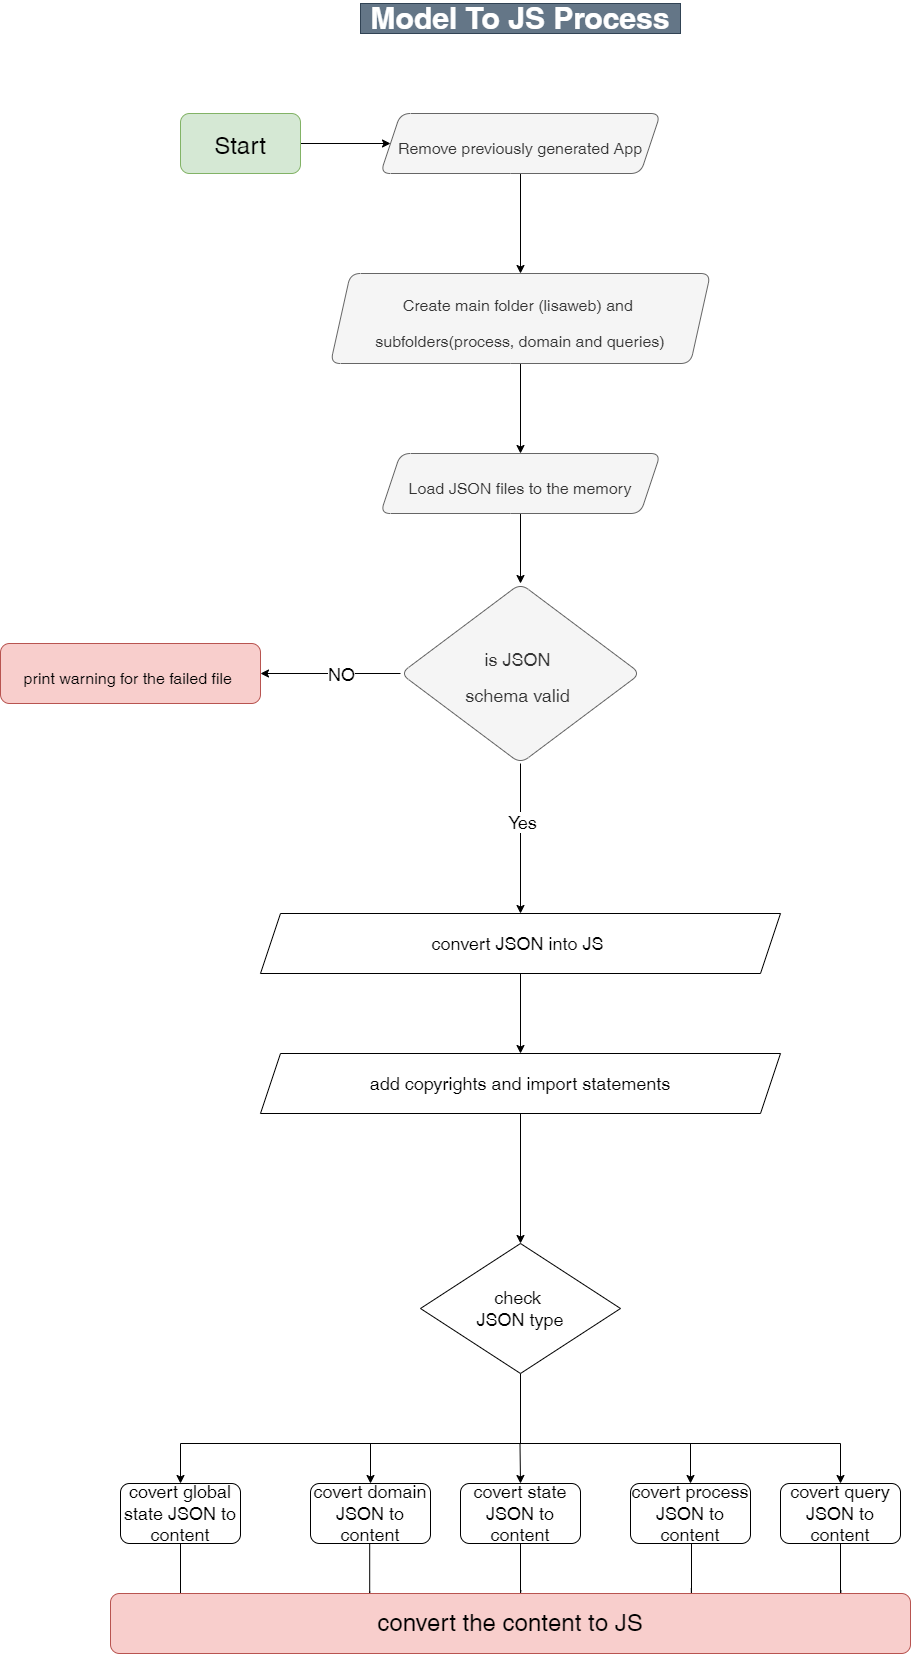 Model To JS Process
Start
Remove previously generated App
Create main folder (lisaweb) and
subfolders(process, domain and queries)
Load JSON files to the memory
is JSON
schema valid
NO
print warning for the failed file
Yes
convert JSON into JS
add copyrights and import statements
check
JSON type
covert global
state JSON to
content
covert domain
JSON to
content
covert state
JSON to
content
covert process
JSON to
content
covert query
JSON to
content
convert the content to JS